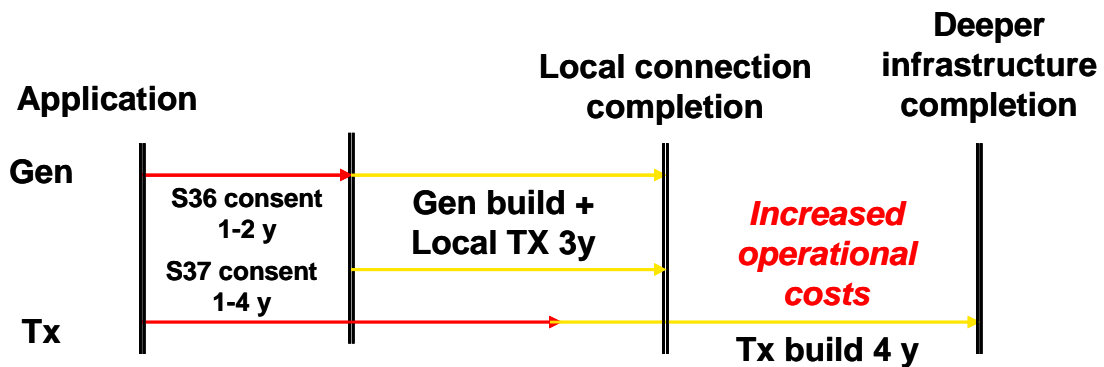 Application
Local connection
completion
Deeper
infrastructure
completion
Gen
S36 consent
1-2 y
Gen build +
Local TX 3y
Increased
operational
costs
S37 consent
1-4 y
Tx
Tx build 4 y